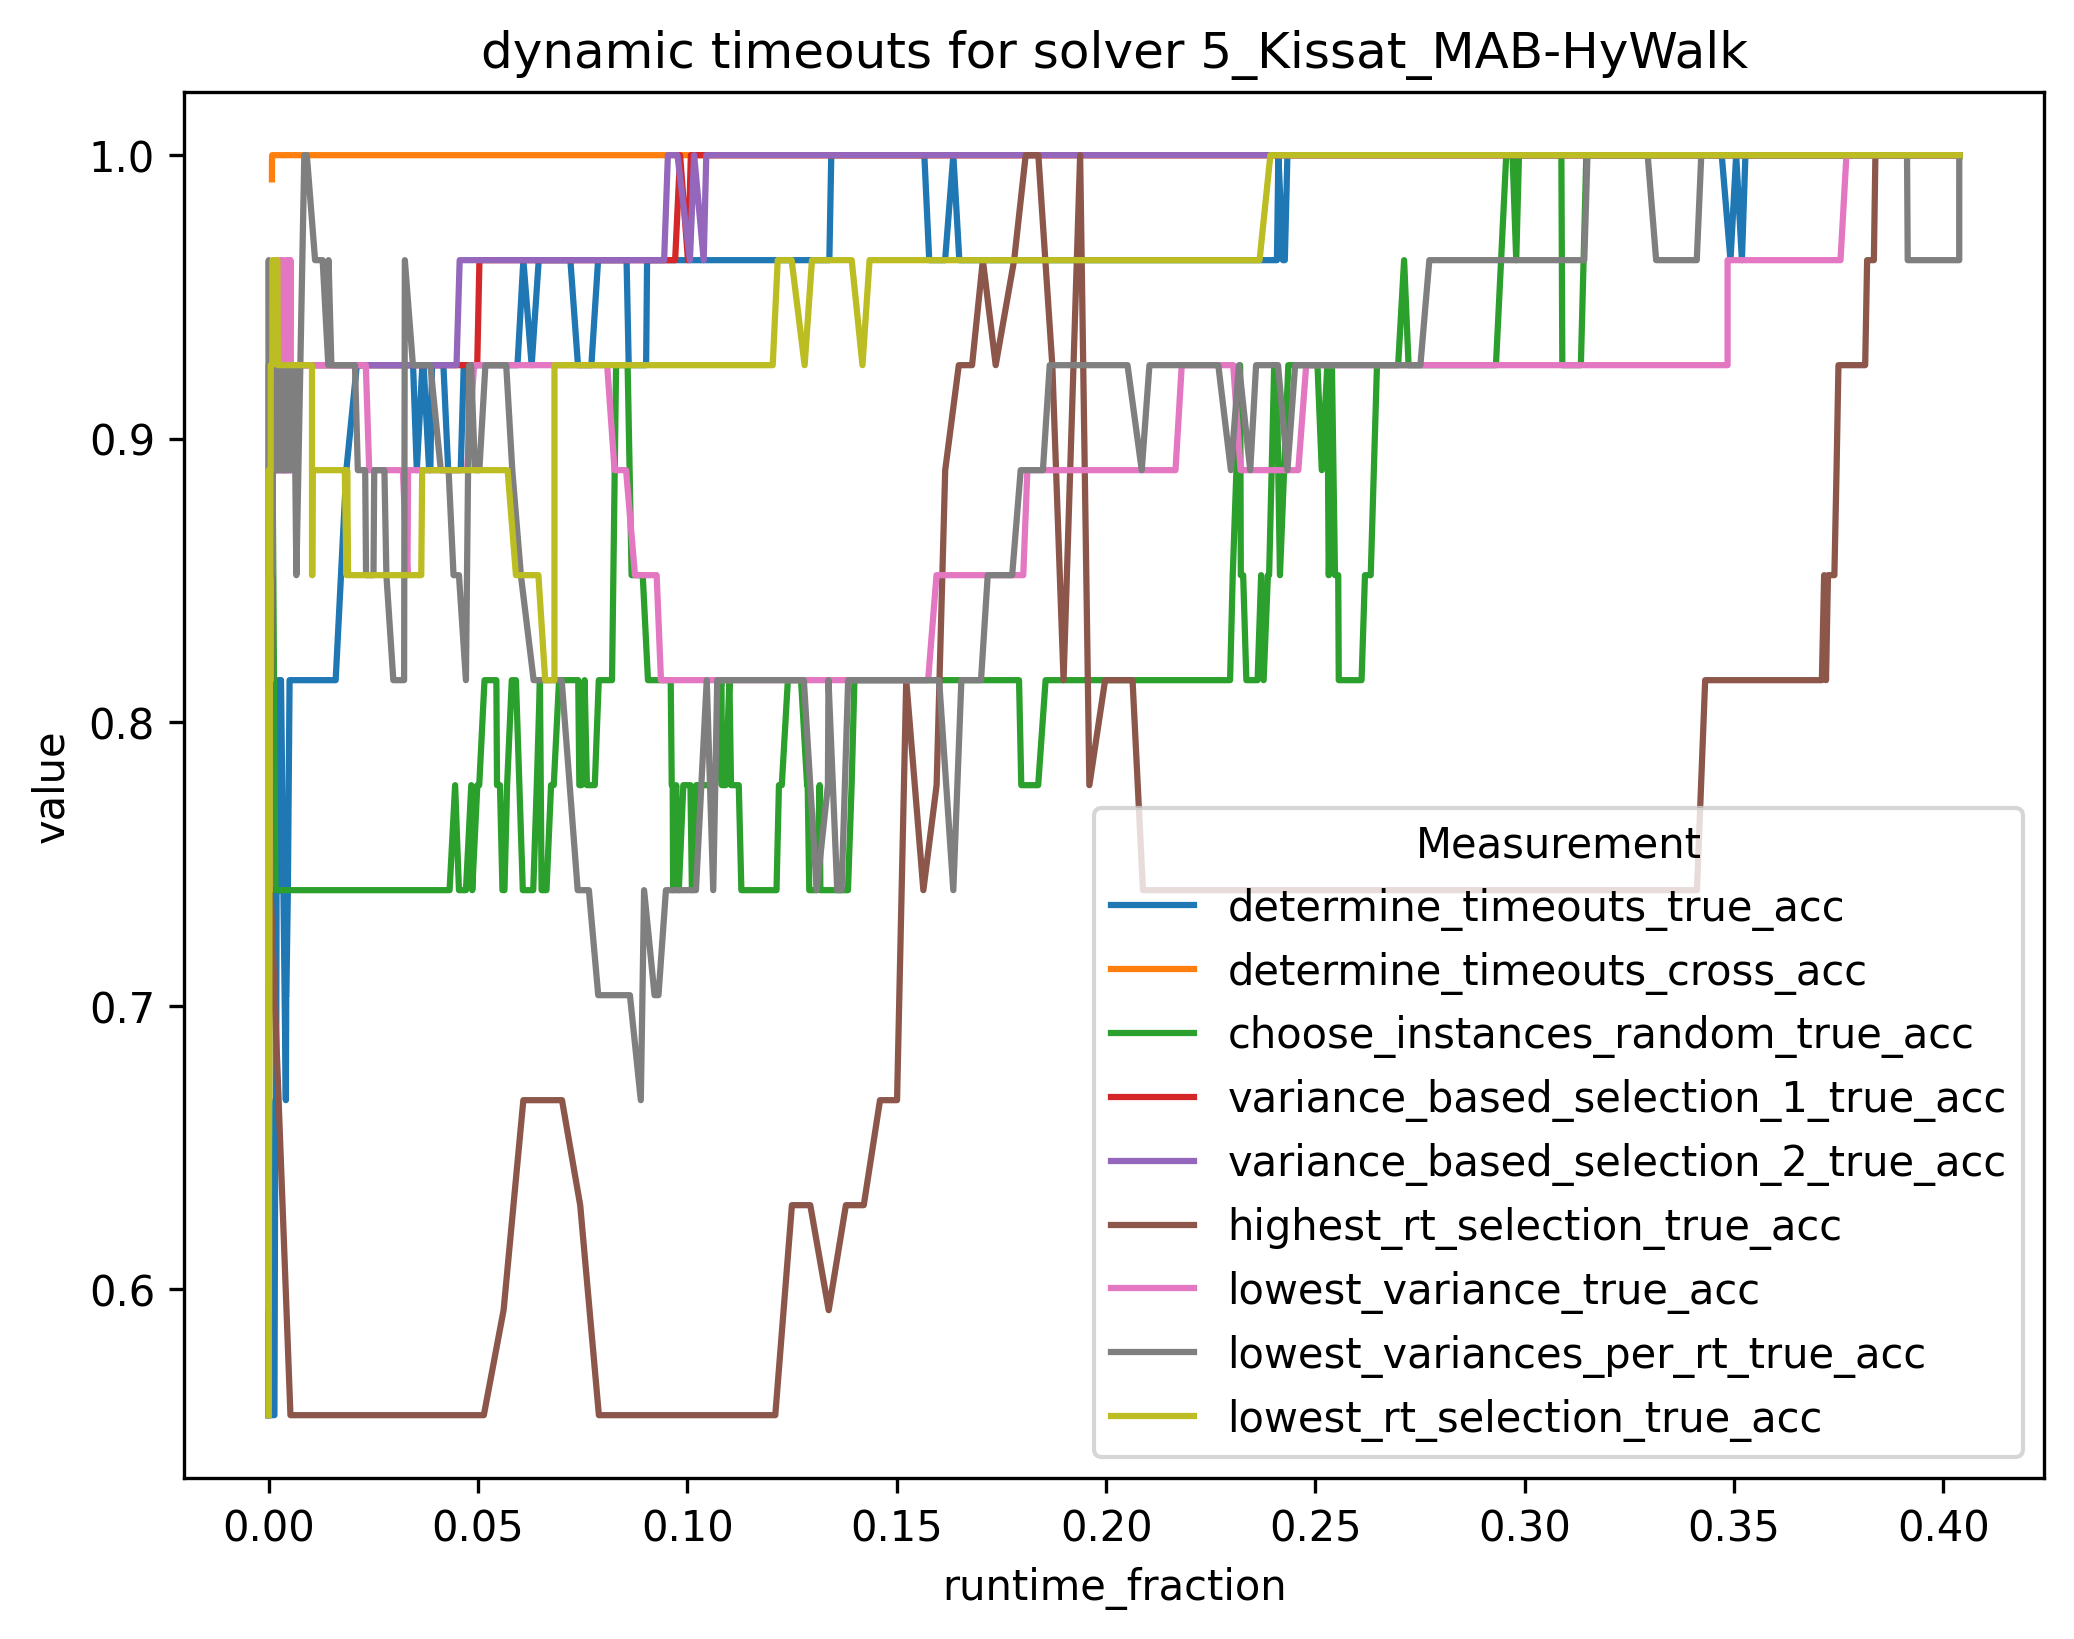 dynamic timeouts for solver 5_Kissat_MAB-HyWalk
value
1.0
0.9
0.8
0.7
0.6
Measurement
determine_timeouts_true_acc
determine_timeouts_cross_acc
choose_instances_random_true_acc
variance_based_selection_1_true_acc
variance_based_selection_2_true_acc
highest_rt_selection_true_acc
lowest_variance_true_acc
lowest_variances_per_rt_true_acc
lowest_rt_selection_true_acc
0.00 0.05 0.10 0.15 0.20 0.25 0.30 0.35 0.40
runtime_fraction